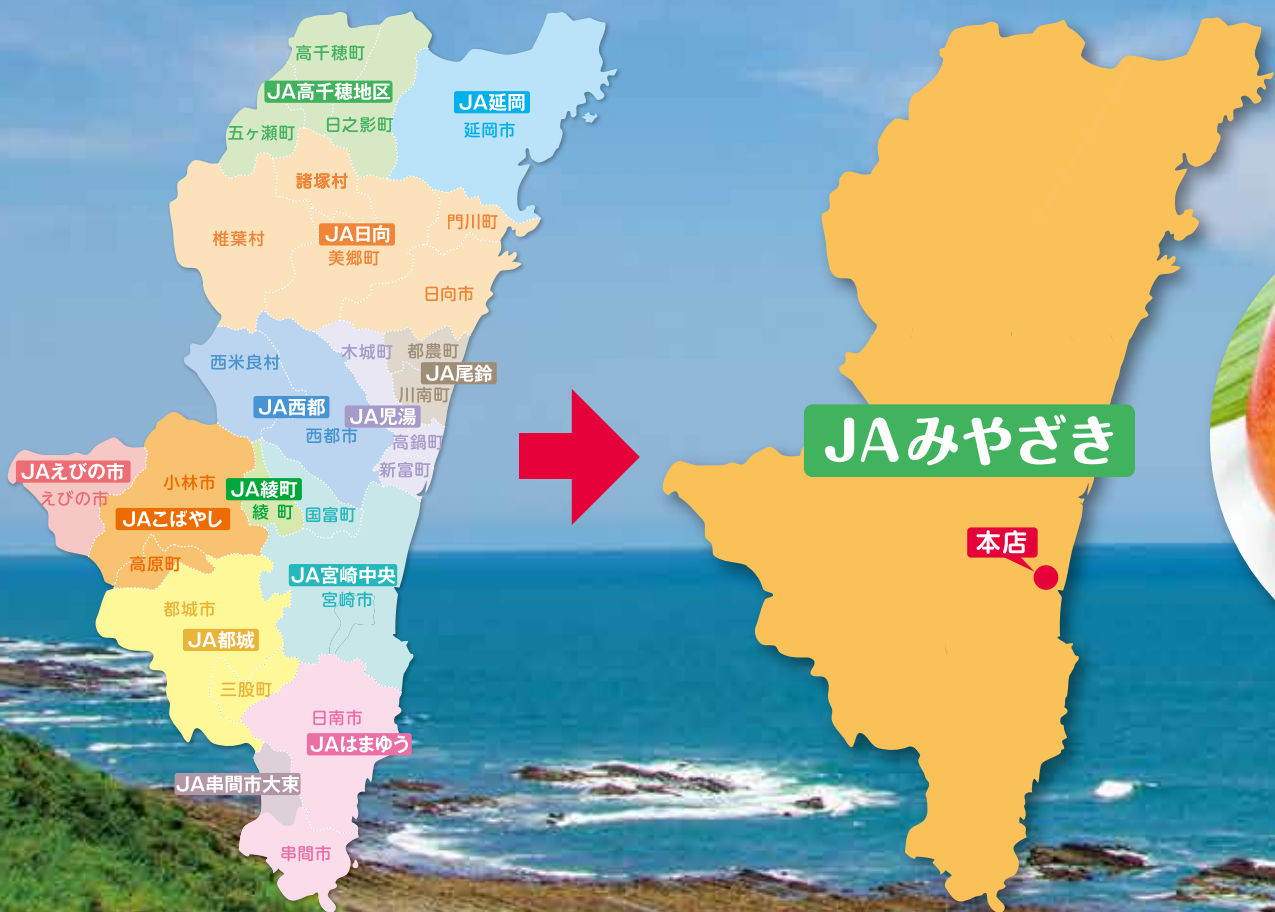 高千穂町
JA高千穂地区
五ヶ瀬町
日之影町
JA延岡
延岡市
諸塚村
椎葉村
JA日向
美郷町
門川町
日向市
西米良村
木城町
都農町
JA尾鈴
川南町
JA西都
西都市
JA児湯
高鍋町
新富町
JAえびの市
えびの市
小林市
JAこばやし
高原町
JA綾町
綾 町
国富町
JA宮崎中央
宮崎市
都城市
JA都城
三股町
日南市
JAはまゆう
JA串間市大束
串間市
JAみやざき
本店